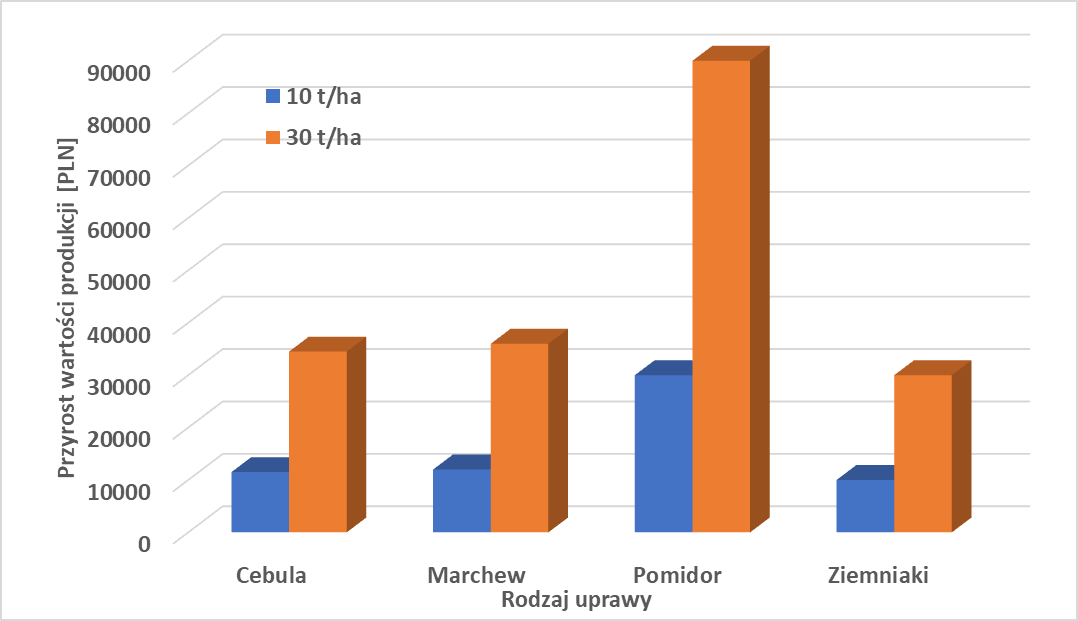 Przyrost wartości produkcji [PLN]
90000
80000
70000
60000
50000
40000
30000
20000
10000
0
10 t/ha
30 t/ha
Cebula Marchew Pomidor Ziemniaki
Rodzaj uprawy